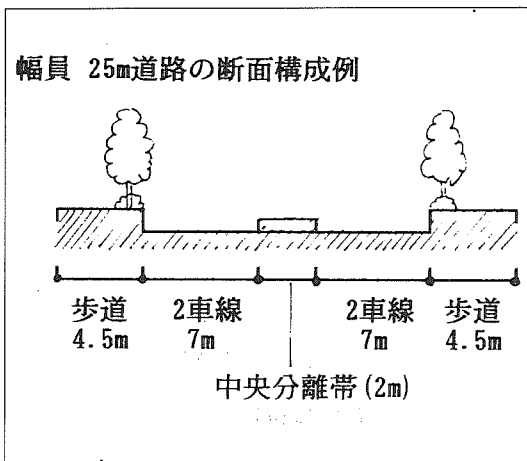 幅員 25m道路の断面構成例
歩道 2車線 2車線 歩道
4.5m 7m 7m 4.5m
中央分離帯(2m)